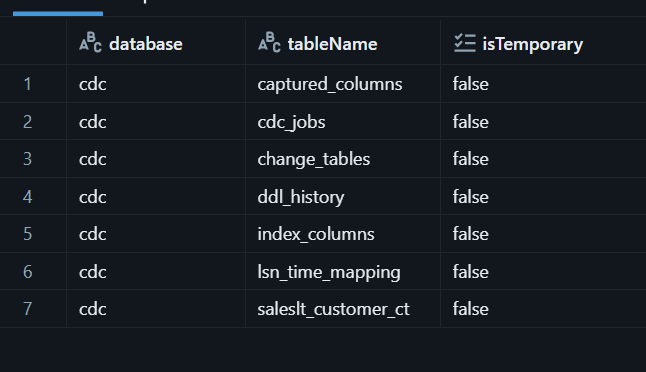 database tableName isTemporary
1 cdc captured_columns false
2 cdc cdc_jobs false
3 cdc change_tables false
4 cdc ddl_history false
5 cdc index_columns false
6 cdc lsn_time_mapping false
7 cdc saleslt_customer_ct false